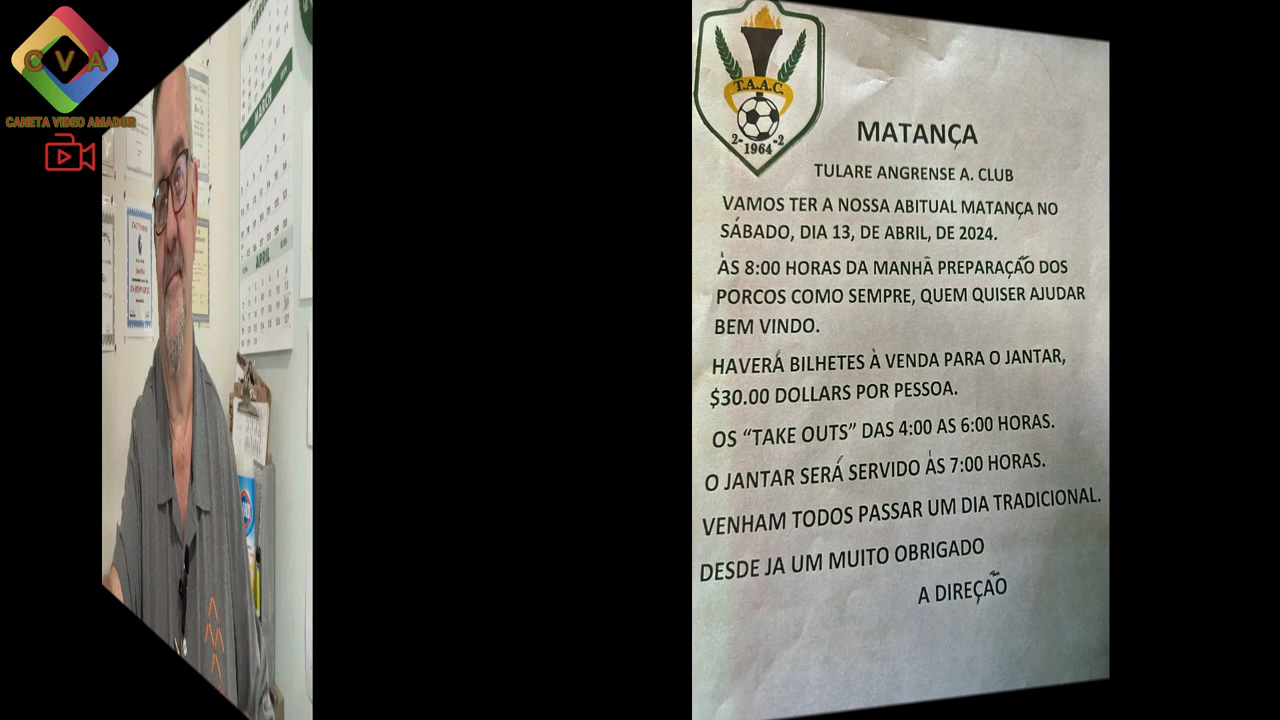 CVA
CANETA VIDEO AMADOR
MARCH
APRIL
T.A.A.C.
2- -2
1964
MATANÇA
TULARE ANGRENSE A. CLUB
VAMOS TER A NOSSA ABITUAL MATANÇA NO
SÁBADO, DIA 13, DE ABRIL, DE 2024.
ÀS 8:00 HORAS DA MANHÃ PREPARAÇÃO DOS
PORCOS COMO SEMPRE, QUEM QUISER AJUDAR
BEM VINDO.
HAVERÁ BILHETES À VENDA PARA O JANTAR,
$30.00 DOLLARS POR PESSOA.
OS “TAKE OUTS” DAS 4:00 AS 6:00 HORAS.
O JANTAR SERÁ SERVIDO ÀS 7:00 HORAS.
VENHAM TODOS PASSAR UM DIA TRADICIONAL.
DESDE JA UM MUITO OBRIGADO
A DIREÇÃO